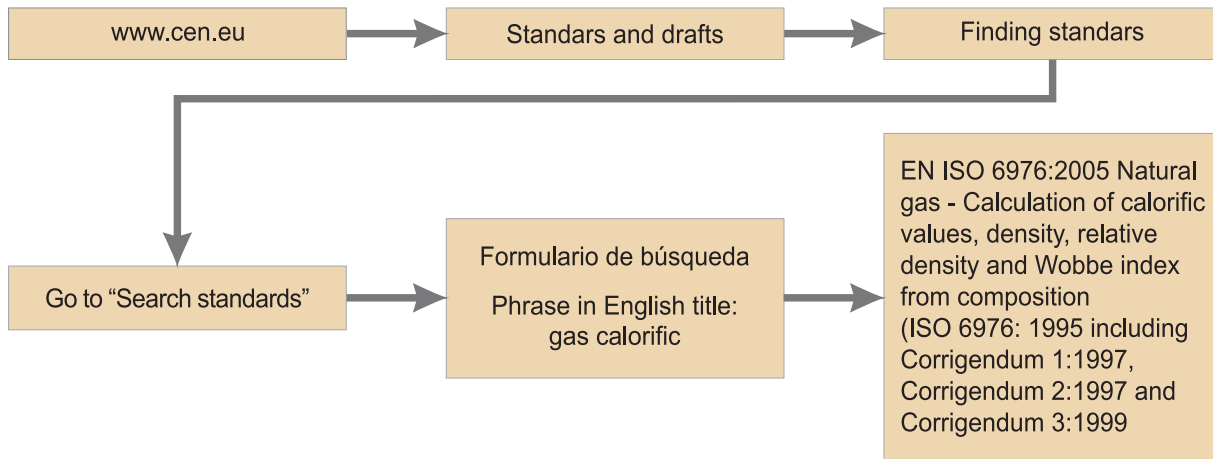 www.cen.eu
Standars and drafts
Finding standars
Go to “Search standards”
Formulario de búsqueda
Phrase in English title:
gas calorific
EN ISO 6976:2005 Natural
gas - Calculation of calorific
values, density, relative
density and Wobbe index
from composition
(ISO 6976: 1995 including
Corrigendum 1:1997,
Corrigendum 2:1997 and
Corrigendum 3:1999